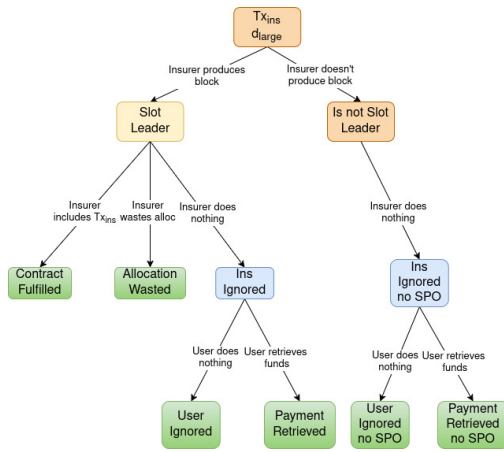 Tx_ins
d_large
Insurer produces
block
Insurer doesn't
produce block
Slot
Leader
Is not Slot
Leader
Insurer
includes Tx_ins
Insurer
wastes alloc
Insurer does
nothing
Insurer does
nothing
Contract
Fulfilled
Allocation
Wasted
Ins
Ignored
Ins
Ignored
no SPO
User does
nothing
User retrieves
funds
User does
nothing
User retrieves
funds
User
Ignored
Payment
Retrieved
User
Ignored
no SPO
Payment
Retrieved
no SPO